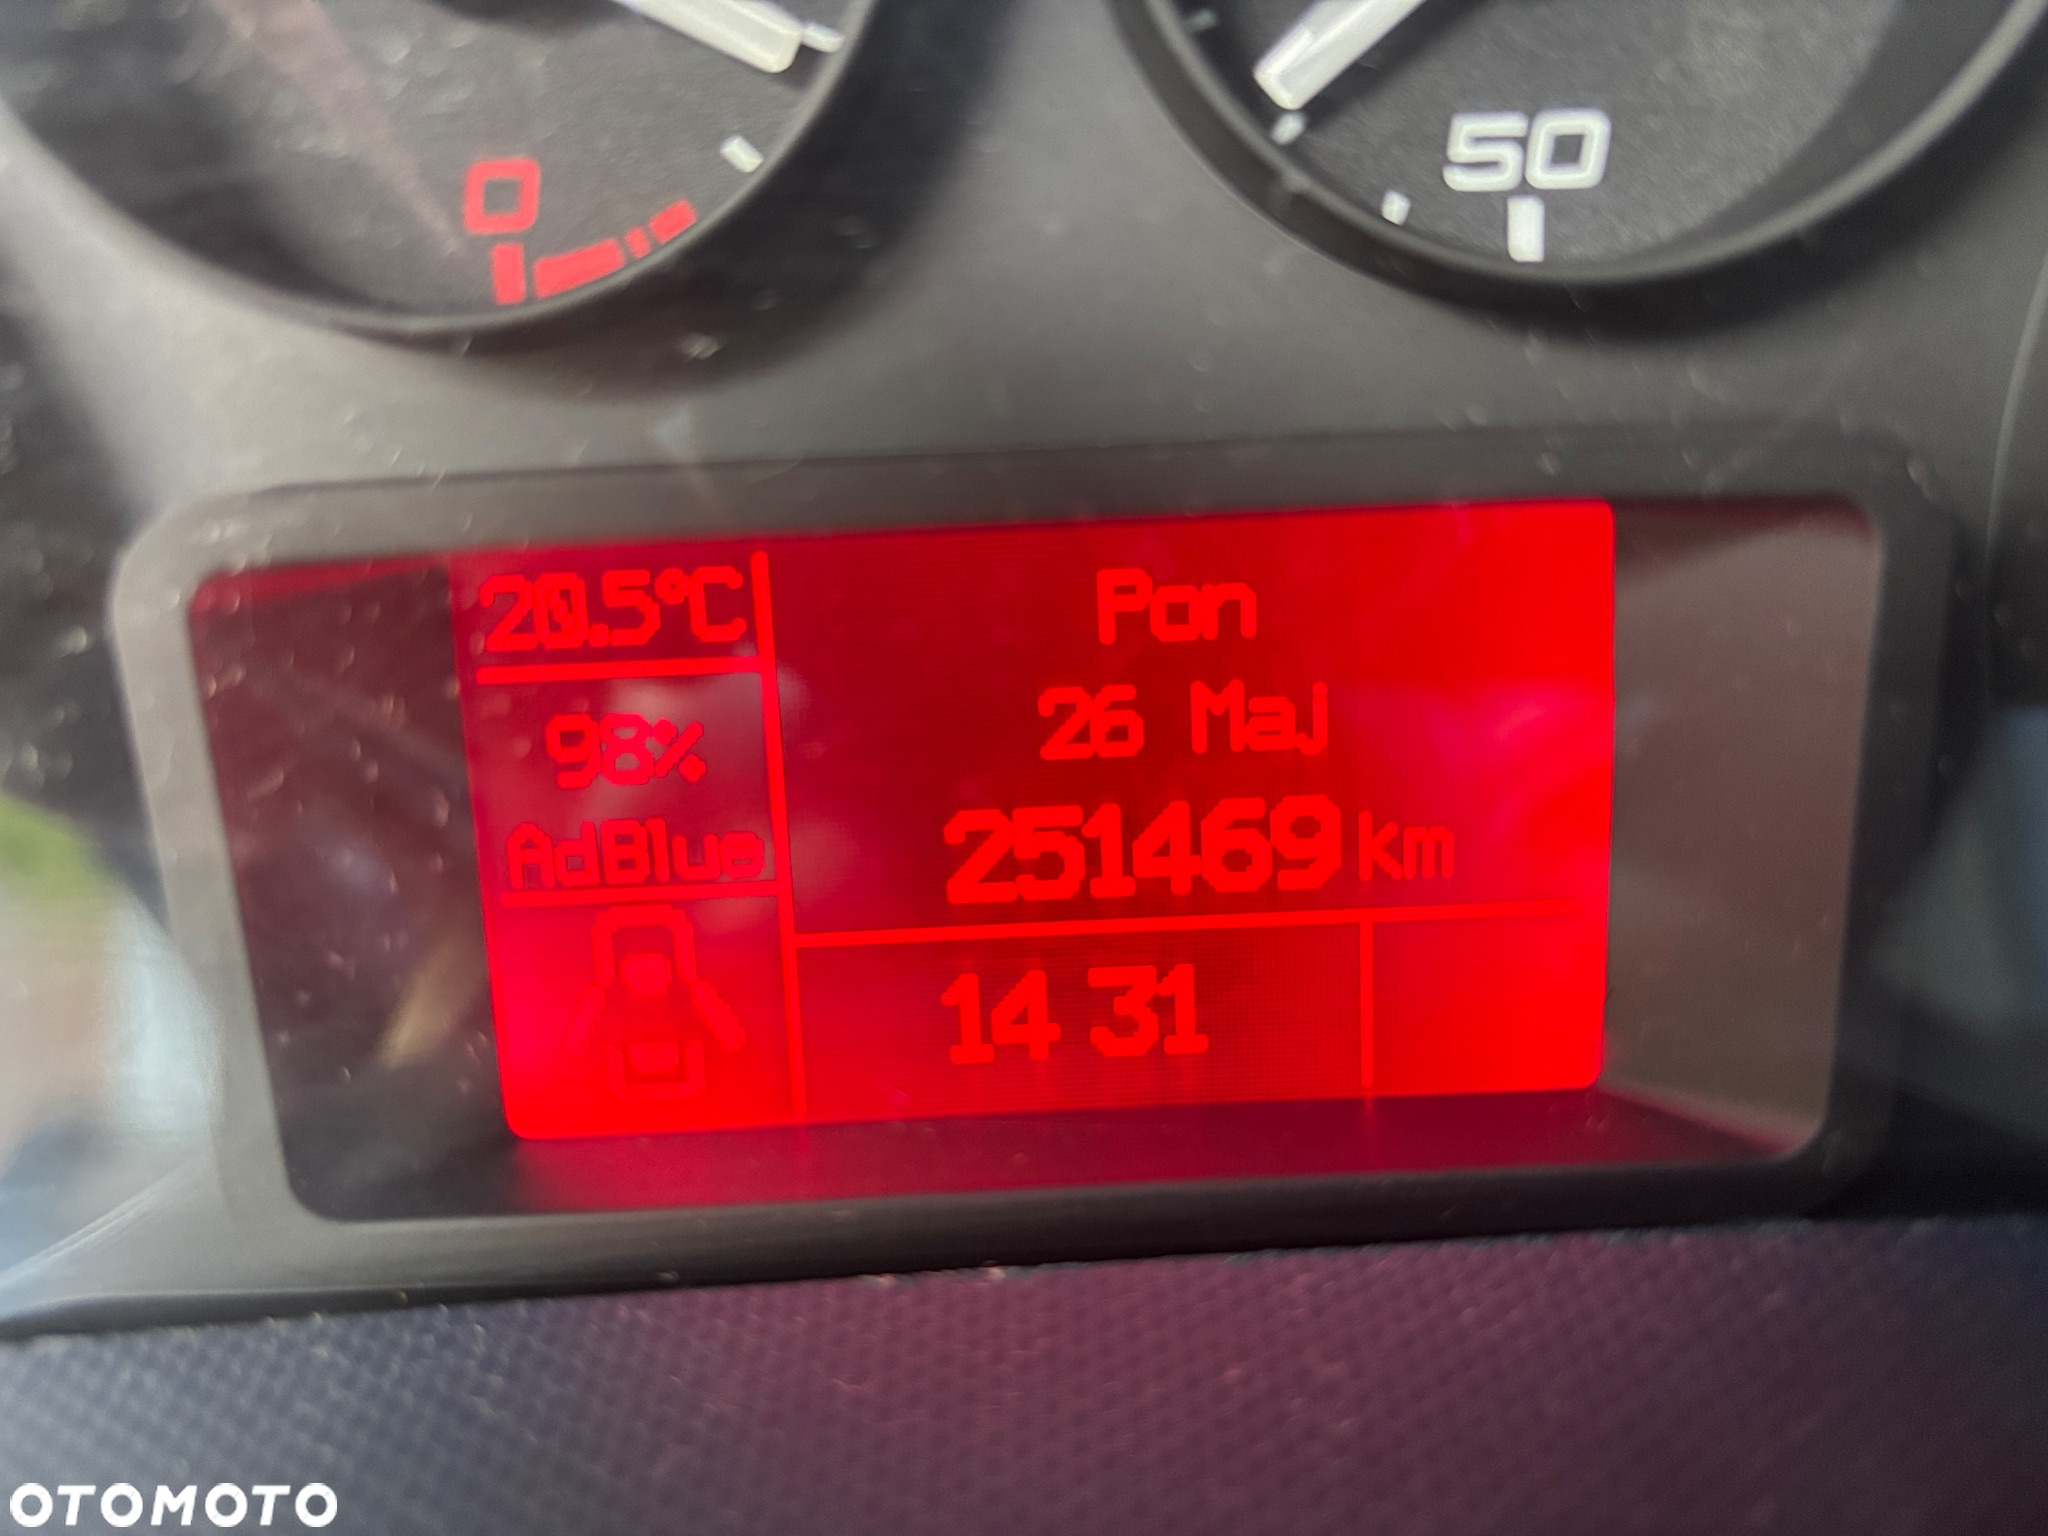 0
50
20.5°C
Pon
98%
26 Maj
AdBlue
251469 km
14 31
OTOMOTO